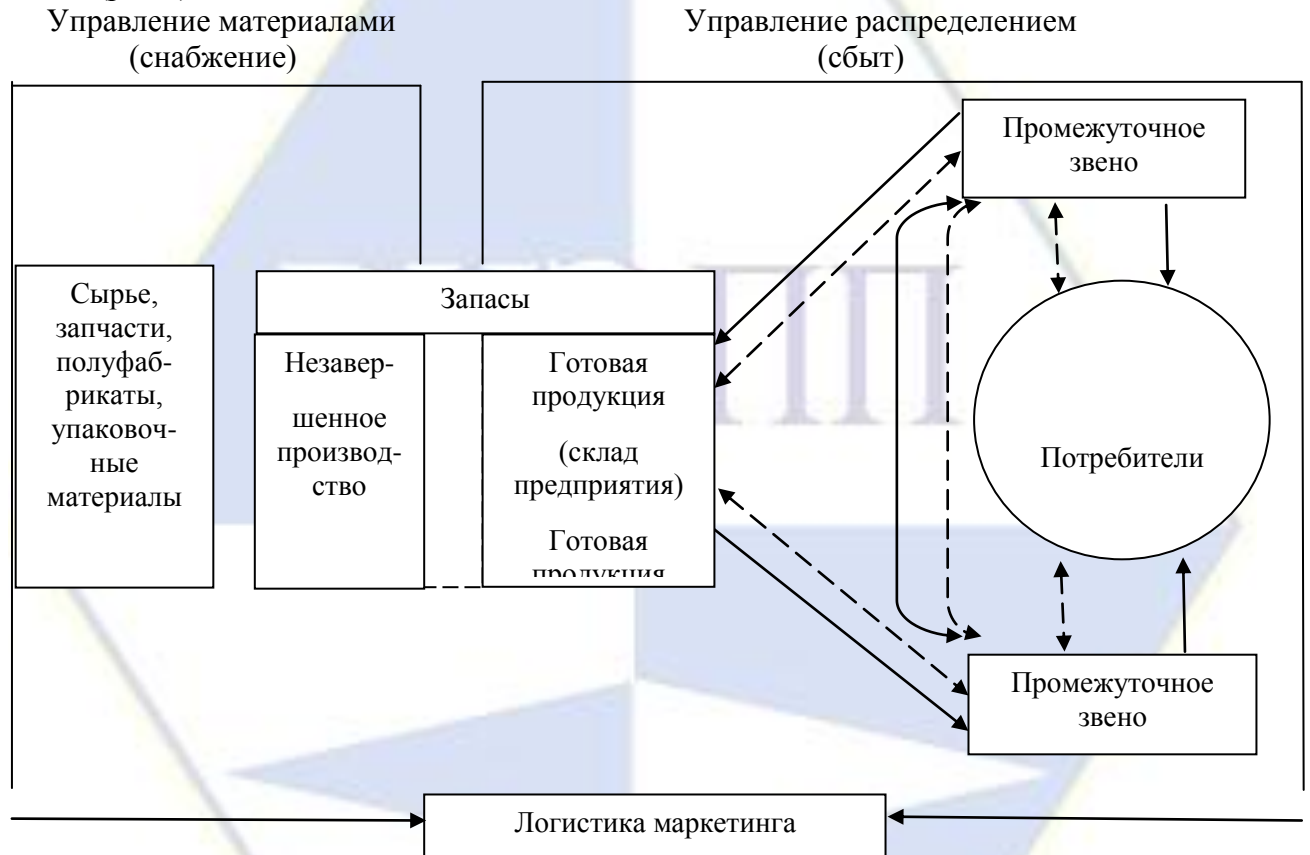 Управление материалами
(снабжение)
Управление распределением
(сбыт)
Промежуточное
звено
Сырье,
запчасти,
полуфаб-
рикаты,
упаковоч-
ные
материалы
Запасы
Незавер-
шенное
производ-
ство
Готовая
продукция
(склад
предприятия)
Готовая
продукция
Потребители
Промежуточное
звено
Логистика маркетинга